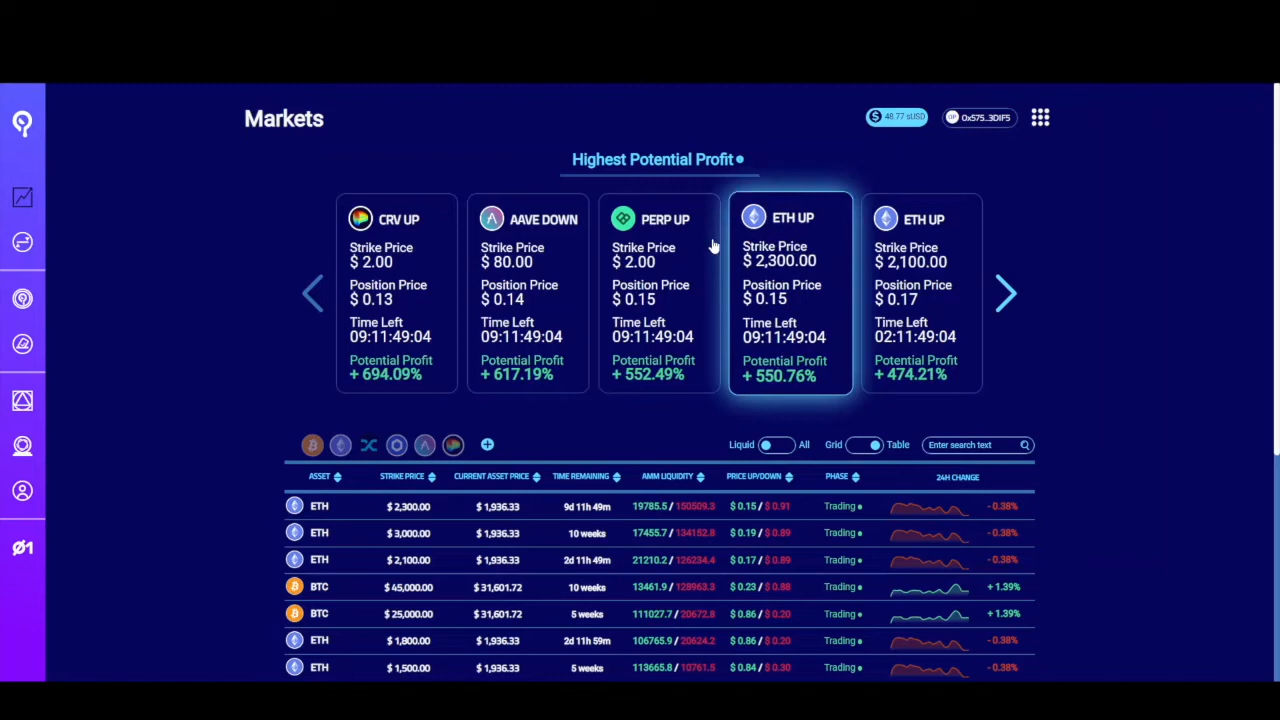 Markets
48.77 sUSD
OP 0x575...3DIF5
Highest Potential Profit
CRV UP
Strike Price
$ 2.00
Position Price
$ 0.13
Time Left
09:11:49:04
Potential Profit
+ 694.09%
AAVE DOWN
Strike Price
$ 80.00
Position Price
$ 0.14
Time Left
09:11:49:04
Potential Profit
+ 617.19%
PERP UP
Strike Price
$ 2.00
Position Price
$ 0.15
Time Left
09:11:49:04
Potential Profit
+ 552.49%
ETH UP
Strike Price
$ 2,300.00
Position Price
$ 0.15
Time Left
09:11:49:04
Potential Profit
+ 550.76%
ETH UP
Strike Price
$ 2,100.00
Position Price
$ 0.17
Time Left
02:11:49:04
Potential Profit
+ 474.21%
Liquid All Grid Table Enter search text
ASSET STRIKE PRICE CURRENT ASSET PRICE TIME REMAINING AMM LIQUIDITY PRICE UP/DOWN PHASE 24H CHANGE
ETH $ 2,300.00 $ 1,936.33 9d 11h 49m 19785.5 / 150509.3 $ 0.15 / $ 0.91 Trading - 0.38%
ETH $ 3,000.00 $ 1,936.33 10 weeks 17455.7 / 134152.8 $ 0.19 / $ 0.89 Trading - 0.38%
ETH $ 2,100.00 $ 1,936.33 2d 11h 49m 21210.2 / 126234.4 $ 0.17 / $ 0.89 Trading - 0.38%
BTC $ 45,000.00 $ 31,601.72 10 weeks 13461.9 / 128963.3 $ 0.23 / $ 0.88 Trading + 1.39%
BTC $ 25,000.00 $ 31,601.72 5 weeks 111027.7 / 20672.8 $ 0.86 / $ 0.20 Trading + 1.39%
ETH $ 1,800.00 $ 1,936.33 2d 11h 59m 106765.9 / 20624.2 $ 0.86 / $ 0.20 Trading - 0.38%
ETH $ 1,500.00 $ 1,936.33 5 weeks 113665.8 / 10761.5 $ 0.84 / $ 0.30 Trading - 0.38%